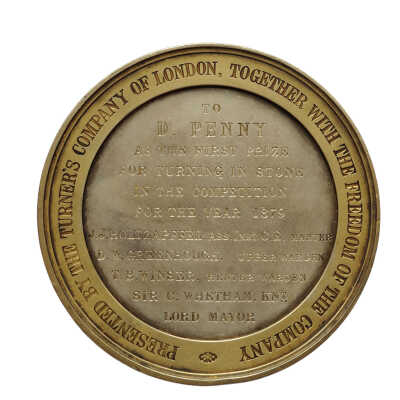 PRESENTED BY THE TURNER'S COMPANY OF LONDON, TOGETHER WITH THE FREEDOM OF THE COMPANY
TO
D. PENNY
AS THE FIRST PRIZE
FOR TURNING IN STONE
IN THE COMPETITION
FOR THE YEAR 1879
J.J. HOLTZAPFFEL ASS. INST. C.E. MASTER
D. W. GREENHOUGH. UPPER WARDEN
T. B. WINSER, WARDEN
SIR C. WHETHAM, KNT
LORD MAYOR